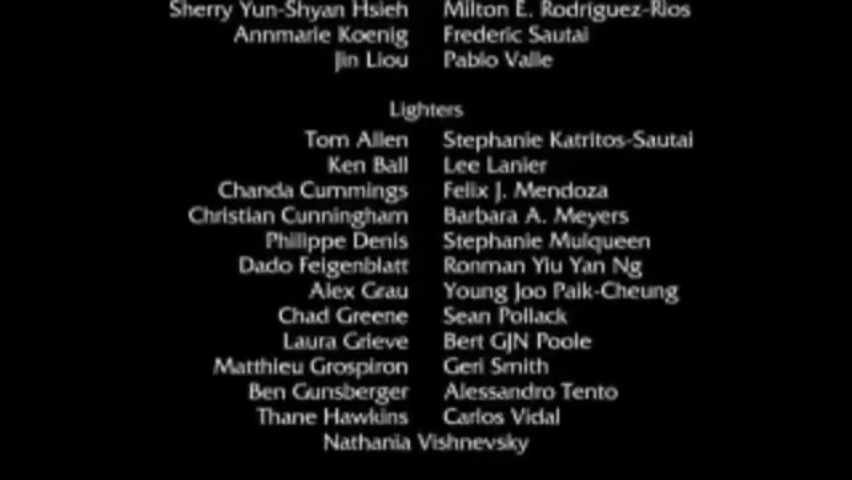 Sherry Yun-Shyan Hsieh Milton E. Rodriguez-Rios
Annmarie Koenig Frederic Sautai
Jin Liou Pablo Valle
Lighters
Tom Allen Stephanie Katritos-Sautai
Ken Ball Lee Lanier
Chanda Cummings Felix J. Mendoza
Christian Cunningham Barbara A. Meyers
Philippe Denis Stephanie Mulqueen
Dado Feigenblatt Ronman Yiu Yan Ng
Alex Grau Young Joo Paik-Cheung
Chad Greene Sean Pollack
Laura Grieve Bert GJN Poole
Matthieu Grospiron Geri Smith
Ben Gunsberger Alessandro Tento
Thane Hawkins Carlos Vidal
Nathania Vishnevsky